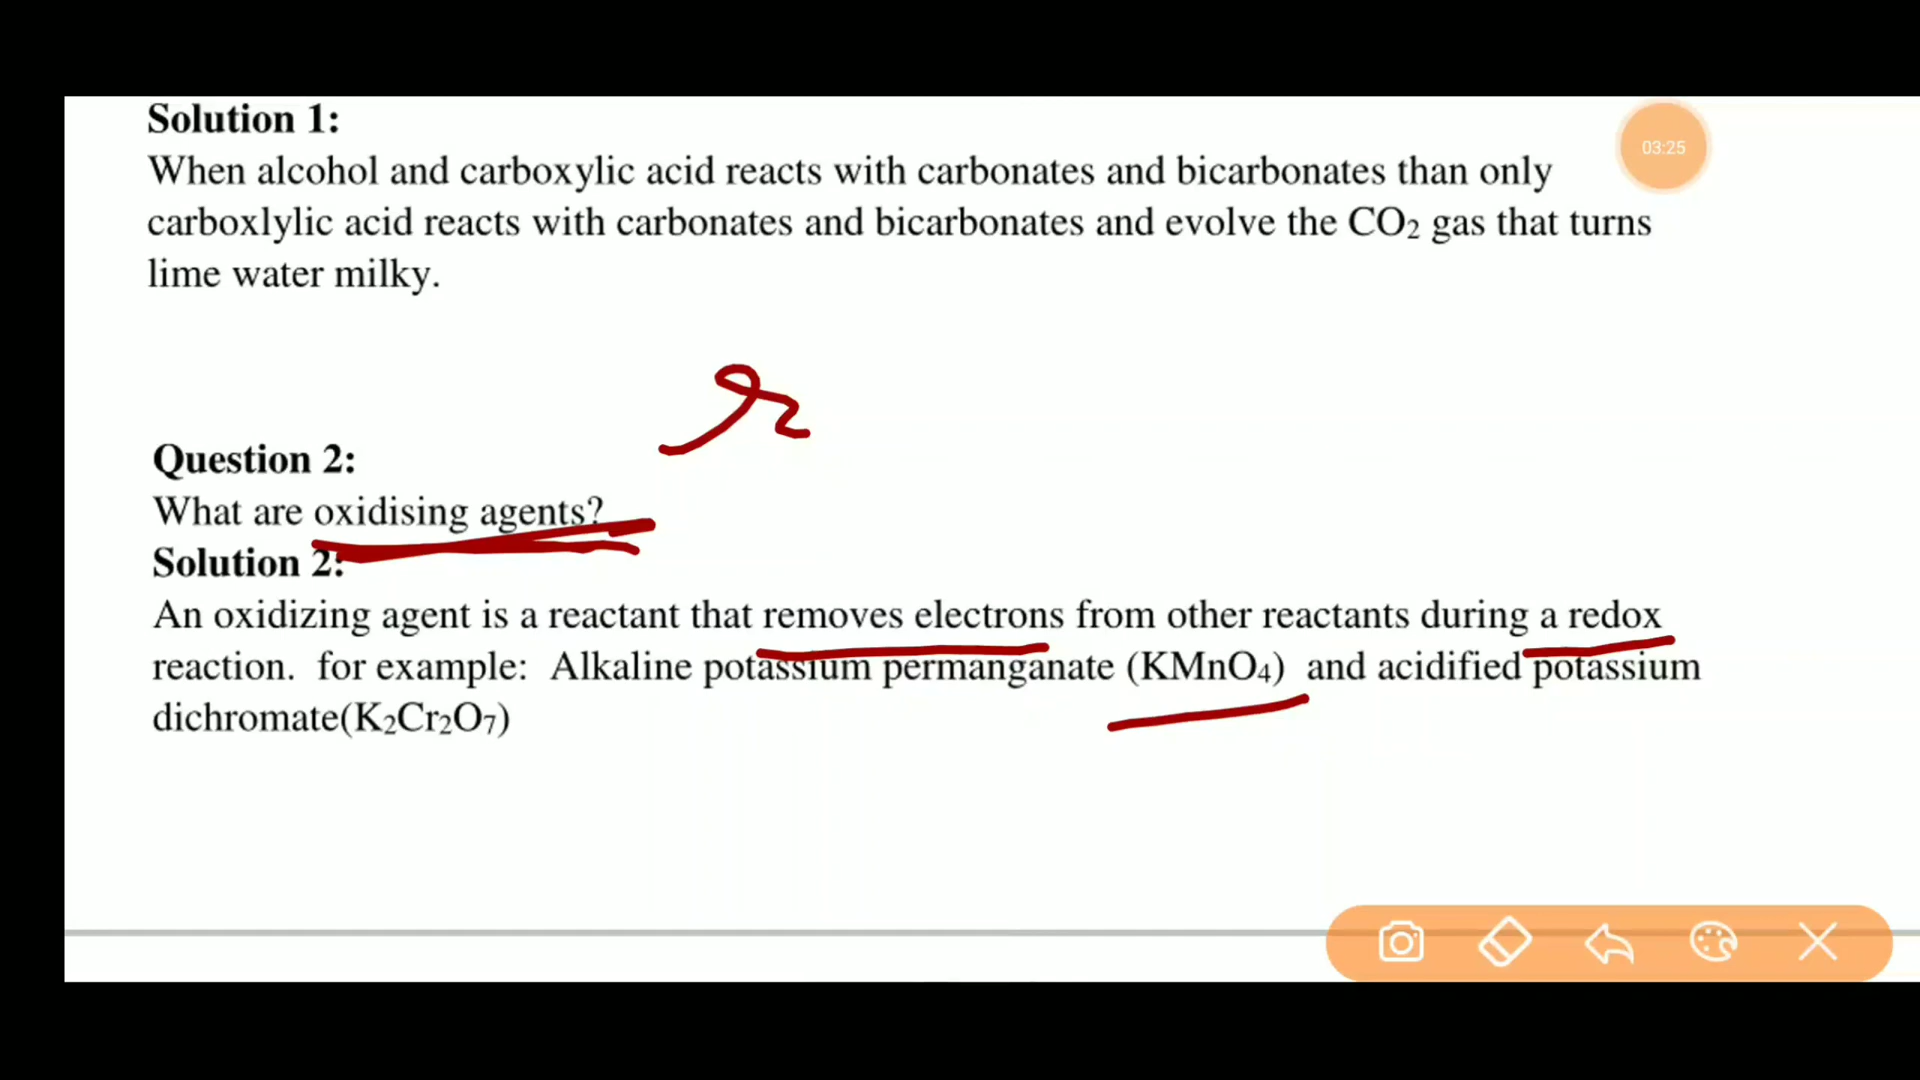 Solution 1:
03:25
When alcohol and carboxylic acid reacts with carbonates and bicarbonates than only
carboxlylic acid reacts with carbonates and bicarbonates and evolve the CO₂ gas that turns
lime water milky.
Question 2:
What are oxidising agents?
Solution 2:
An oxidizing agent is a reactant that removes electrons from other reactants during a redox
reaction. for example: Alkaline potassium permanganate (KMnO₄) and acidified potassium
dichromate(K₂Cr₂O₇)